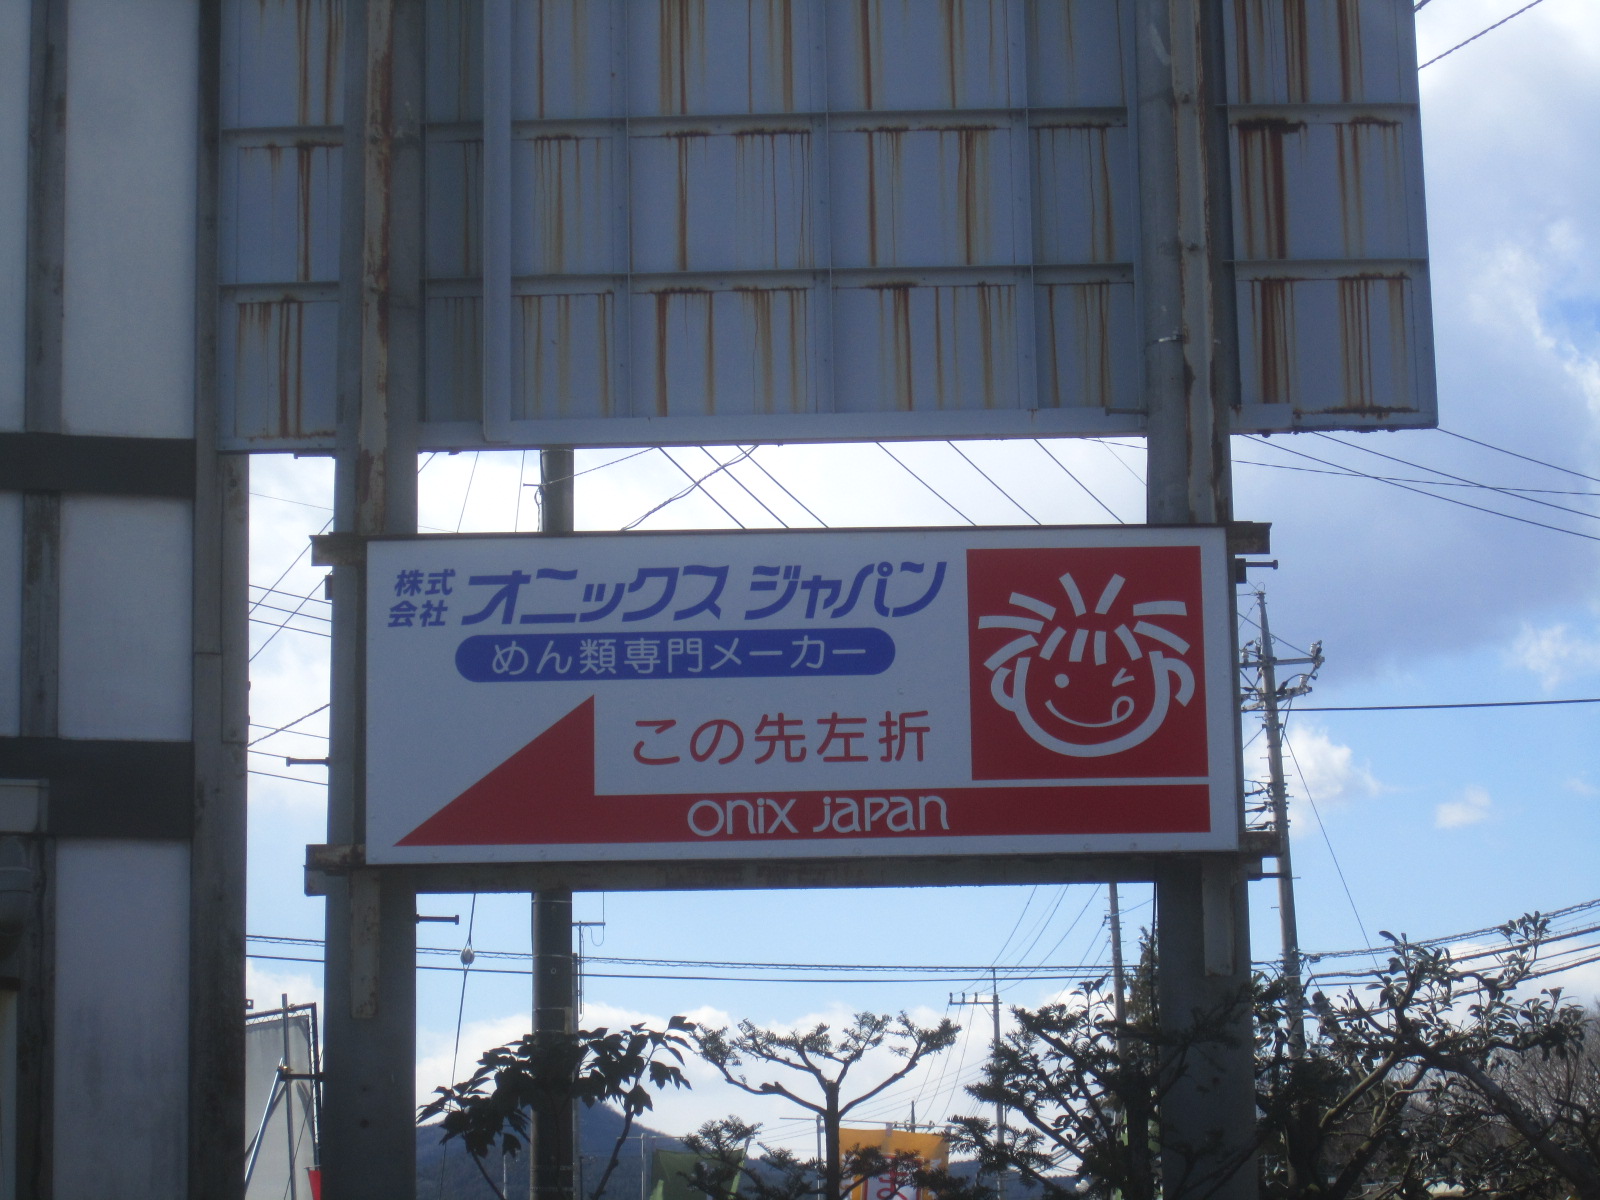 株式会社 オニックス ジャパン
めん類専門メーカー
この先左折
onix japan
ま